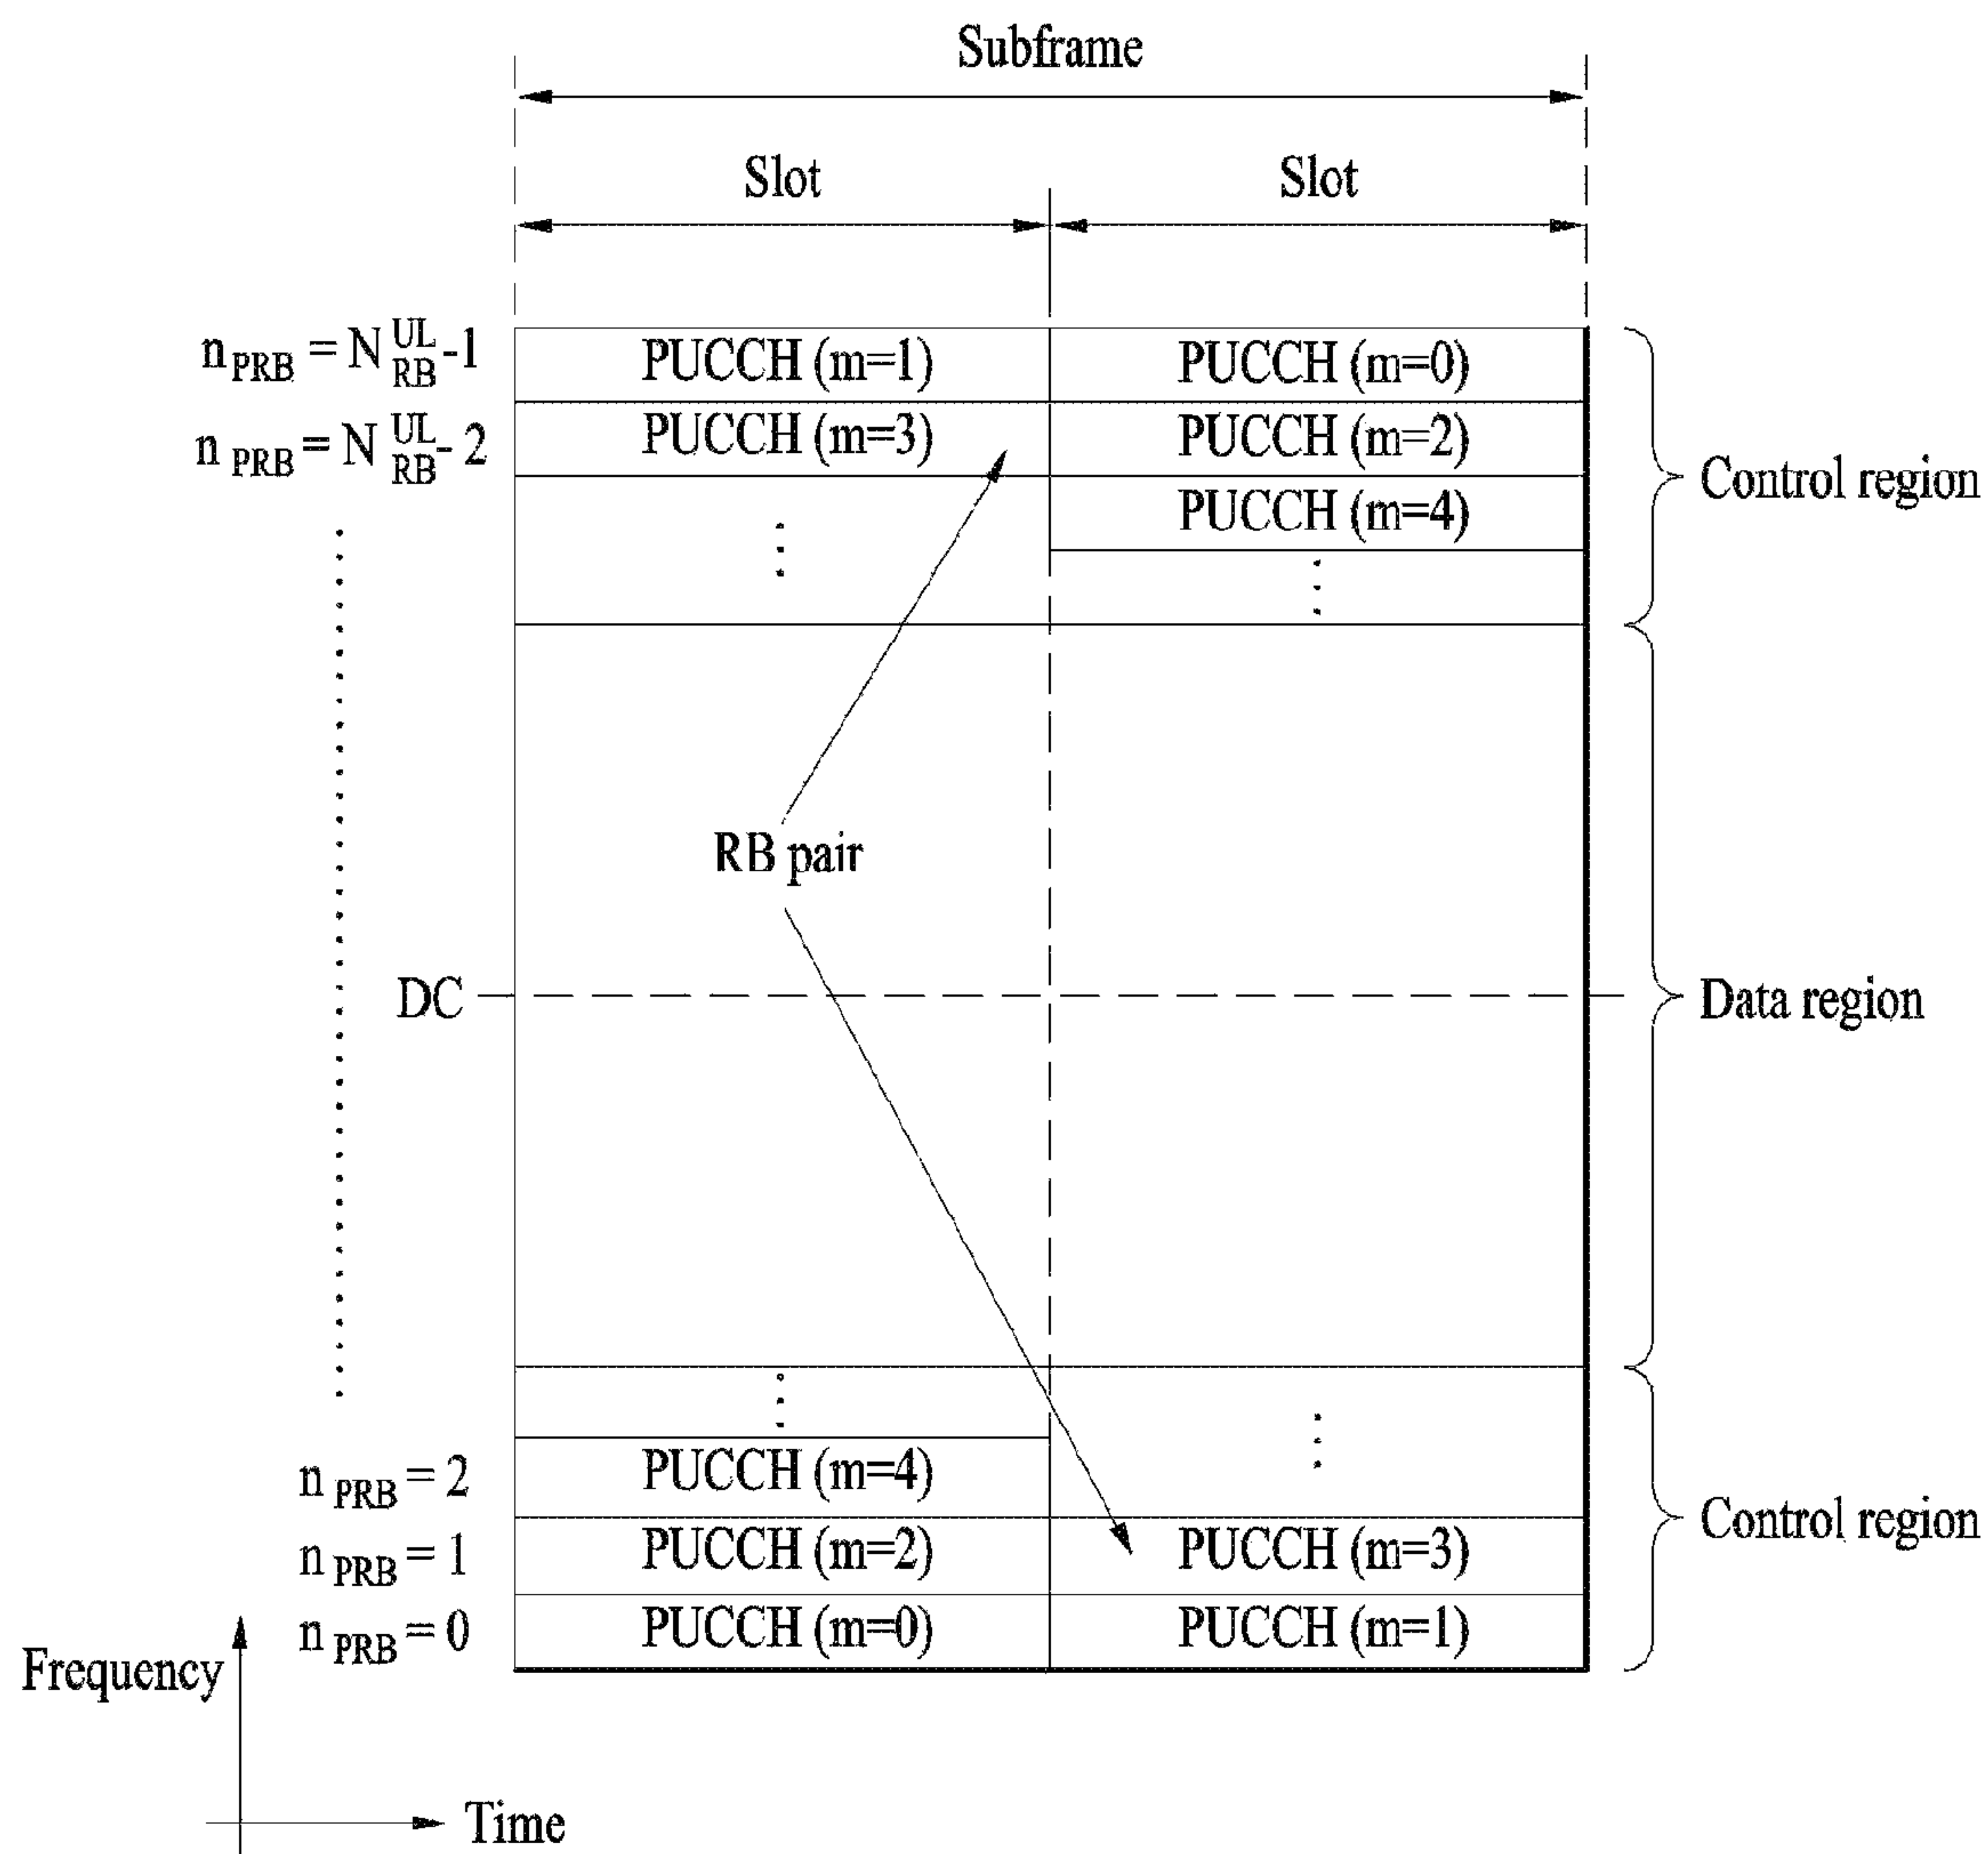 Subframe
Slot Slot
n PRB = N UL RB -1 PUCCH (m=1) PUCCH (m=0)
n PRB = N UL RB - 2 PUCCH (m=3) PUCCH (m=2)
Control region
PUCCH (m=4)
RB pair
DC
Data region
n PRB = 2 PUCCH (m=4)
Control region
n PRB = 1 PUCCH (m=2) PUCCH (m=3)
n PRB = 0 PUCCH (m=0) PUCCH (m=1)
Frequency
Time